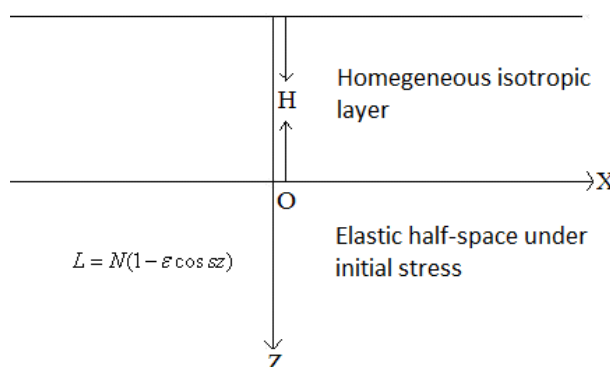 Homegeneous isotropic
layer
H
X
O
Elastic half-space under
initial stress
L = N(1 − ε cos sz)
Z